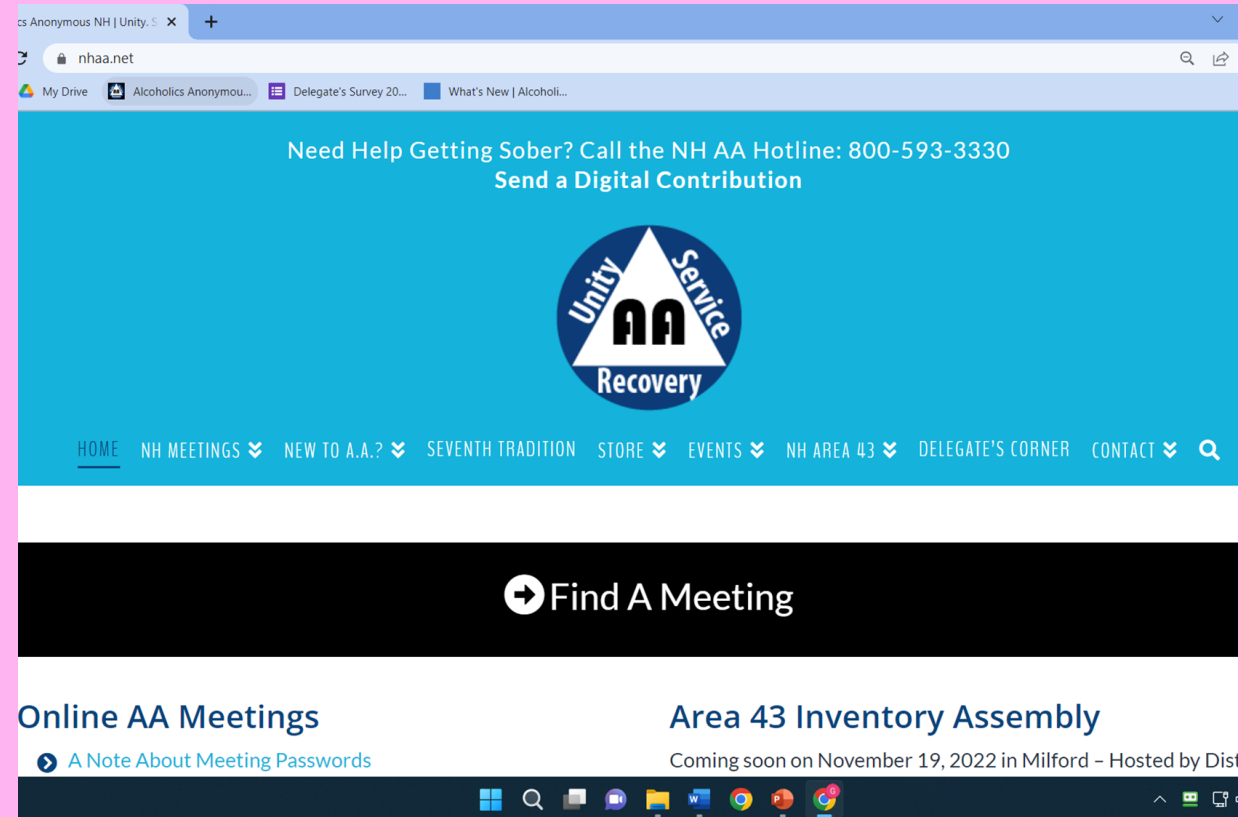 cs Anonymous NH | Unity. S
nhaa.net
My Drive Alcoholics Anonymou... Delegate's Survey 20... What's New | Alcoholi...
Need Help Getting Sober? Call the NH AA Hotline: 800-593-3330
Send a Digital Contribution
Unity Service
AA
Recovery
HOME NH MEETINGS NEW TO A.A.? SEVENTH TRADITION STORE EVENTS NH AREA 43 DELEGATE'S CORNER CONTACT
Find A Meeting
Online AA Meetings
A Note About Meeting Passwords
Area 43 Inventory Assembly
Coming soon on November 19, 2022 in Milford – Hosted by Dist
W P G